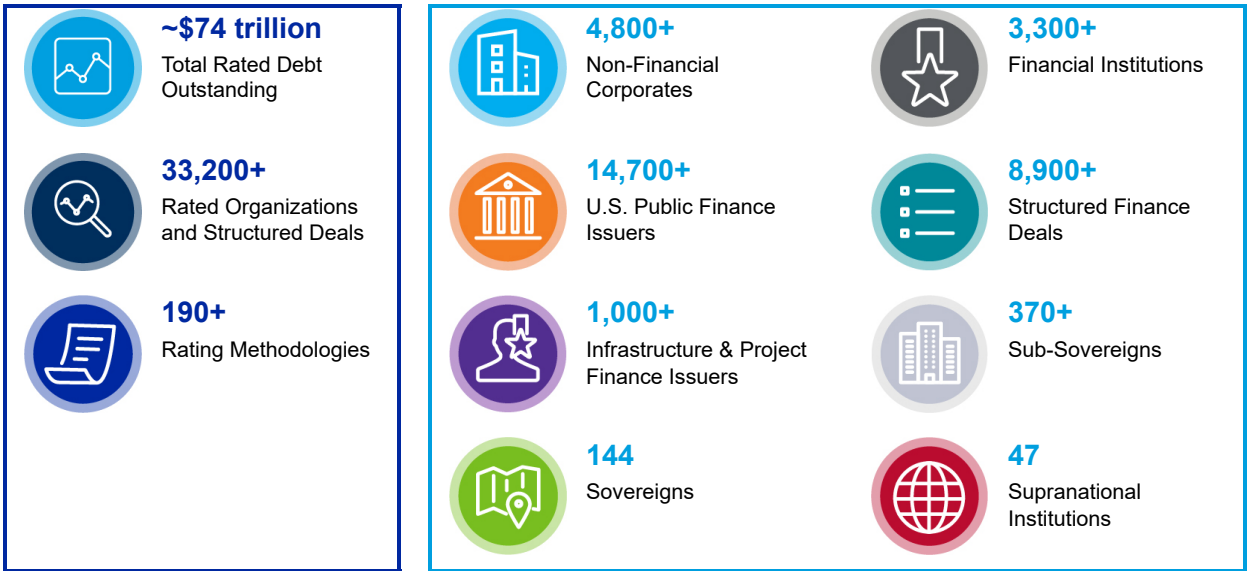 ~$74 trillion
Total Rated Debt
Outstanding
33,200+
Rated Organizations
and Structured Deals
190+
Rating Methodologies
4,800+
Non-Financial
Corporates
3,300+
Financial Institutions
14,700+
U.S. Public Finance
Issuers
8,900+
Structured Finance
Deals
1,000+
Infrastructure & Project
Finance Issuers
370+
Sub-Sovereigns
144
Sovereigns
47
Supranational
Institutions